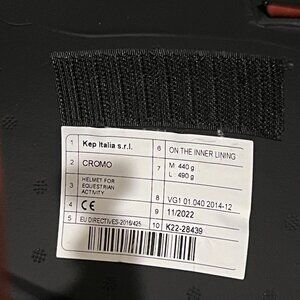 1 Kep Italia s.r.l. 6 ON THE INNER LINING
2 CROMO 7 M: 440 g
L: 490 g
3 HELMET FOR
EQUESTRIAN
ACTIVITY 8 VG1 01.040 2014-12
4 CE 9 11/2022
5 EU DIRECTIVES-2016/425 10 K22-28439